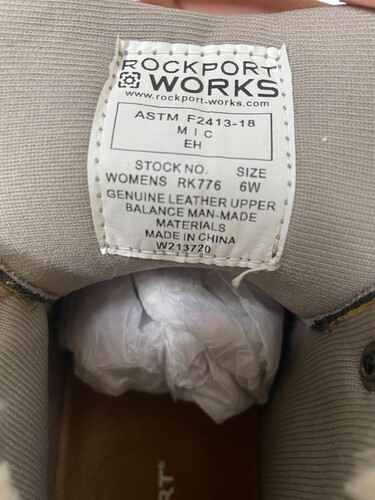 ROCKPORT
WORKS
www.rockport-works.com
ASTM F2413-18
M I C
EH
STOCK NO. SIZE
WOMENS RK776 6W
GENUINE LEATHER UPPER
BALANCE MAN-MADE
MATERIALS
MADE IN CHINA
W213720
RT